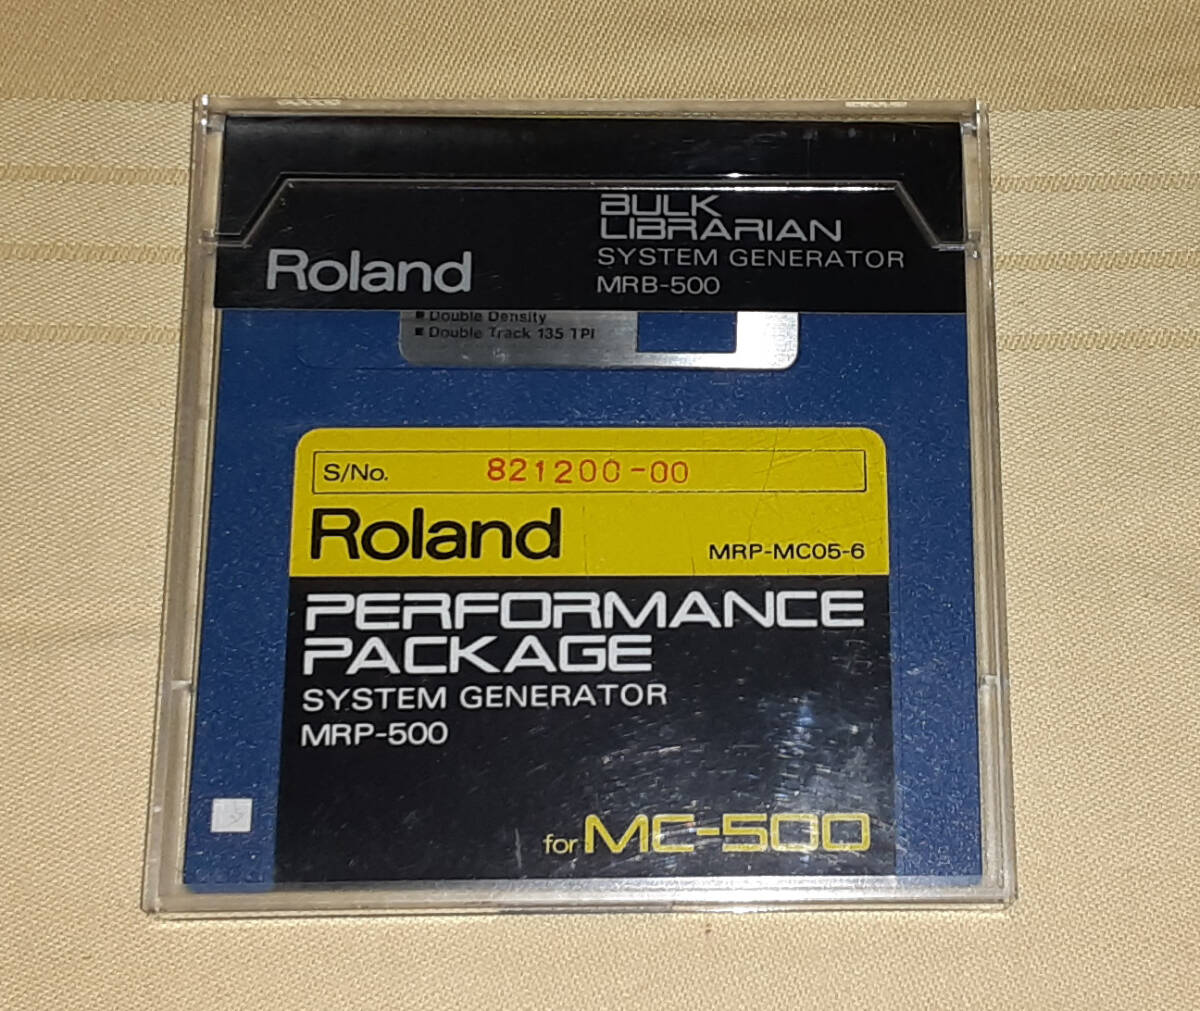 BULK
LIBRARIAN
SYSTEM GENERATOR
MRB-500
Roland
■ Double Density
■ Double Track 135 TPI
S/No. 821200-00
Roland
MRP-MC05-6
PERFORMANCE
PACKAGE
SYSTEM GENERATOR
MRP-500
for MC-500